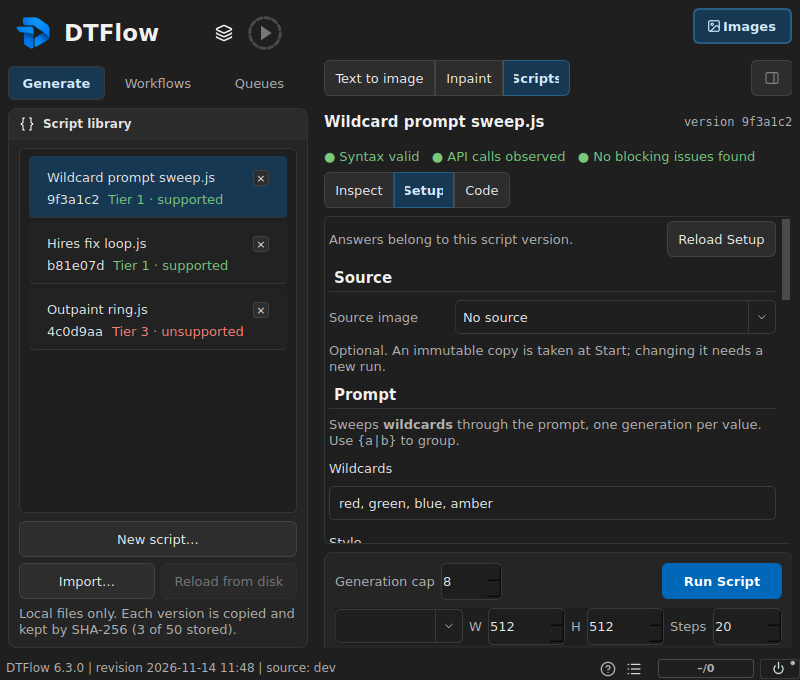 DTFlow
Images
Generate
Workflows
Queues
Text to image
Inpaint
Scripts
{ } Script library
Wildcard prompt sweep.js
9f3a1c2 Tier 1 · supported
Hires fix loop.js
b81e07d Tier 1 · supported
Outpaint ring.js
4c0d9aa Tier 3 · unsupported
New script…
Import…
Reload from disk
Local files only. Each version is copied and
kept by SHA-256 (3 of 50 stored).
Wildcard prompt sweep.js
version 9f3a1c2
Syntax valid
API calls observed
No blocking issues found
Inspect
Setup
Code
Answers belong to this script version.
Reload Setup
Source
Source image
No source
Optional. An immutable copy is taken at Start; changing it needs a
new run.
Prompt
Sweeps wildcards through the prompt, one generation per value.
Use {a|b} to group.
Wildcards
red, green, blue, amber
Style
Generation cap
8
Run Script
W
512
H
512
Steps
20
DTFlow 6.3.0 | revision 2026-11-14 11:48 | source: dev
–/0